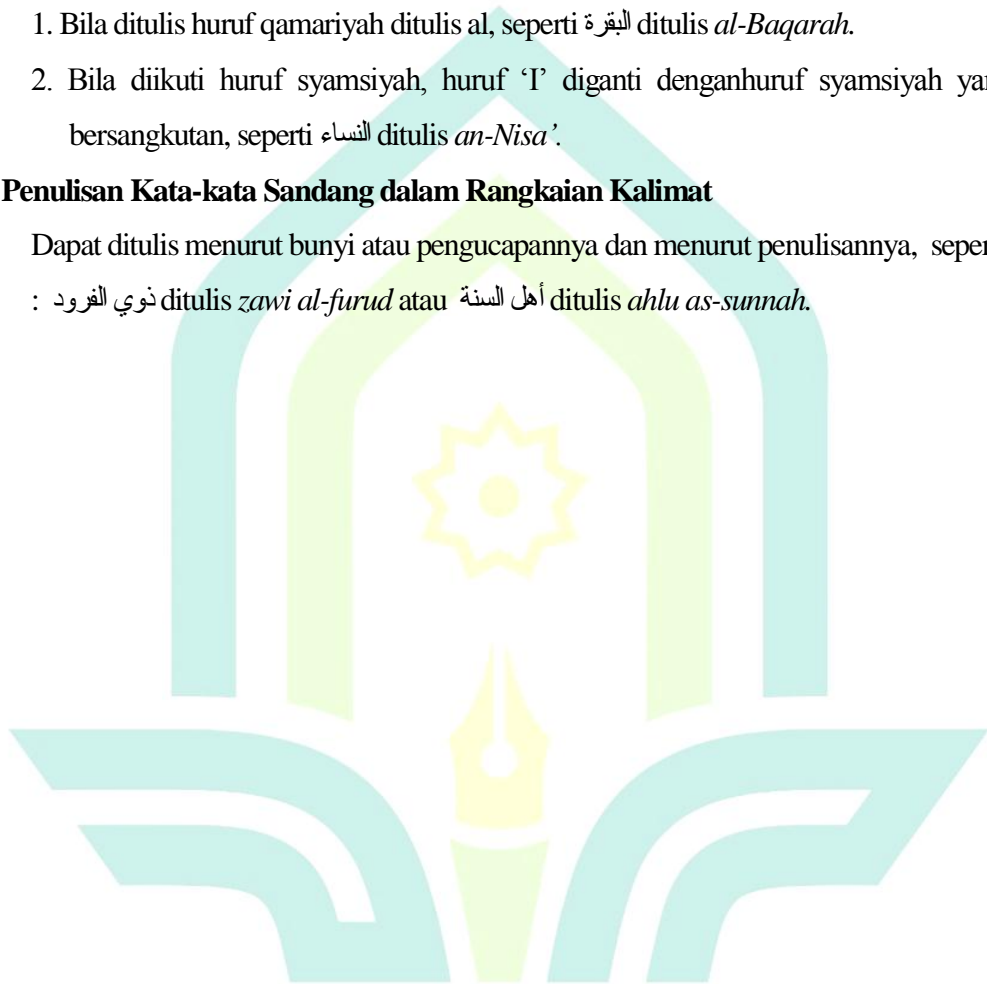 1. Bila ditulis huruf qamariyah ditulis al, seperti البقرة ditulis al-Baqarah.
2. Bila diikuti huruf syamsiyah, huruf ‘I’ diganti denganhuruf syamsiyah yan
bersangkutan, seperti النساء ditulis an-Nisa’.
Penulisan Kata-kata Sandang dalam Rangkaian Kalimat
Dapat ditulis menurut bunyi atau pengucapannya dan menurut penulisannya, seper
: ذوي الفرود ditulis zawi al-furud atau أهل السنة ditulis ahlu as-sunnah.